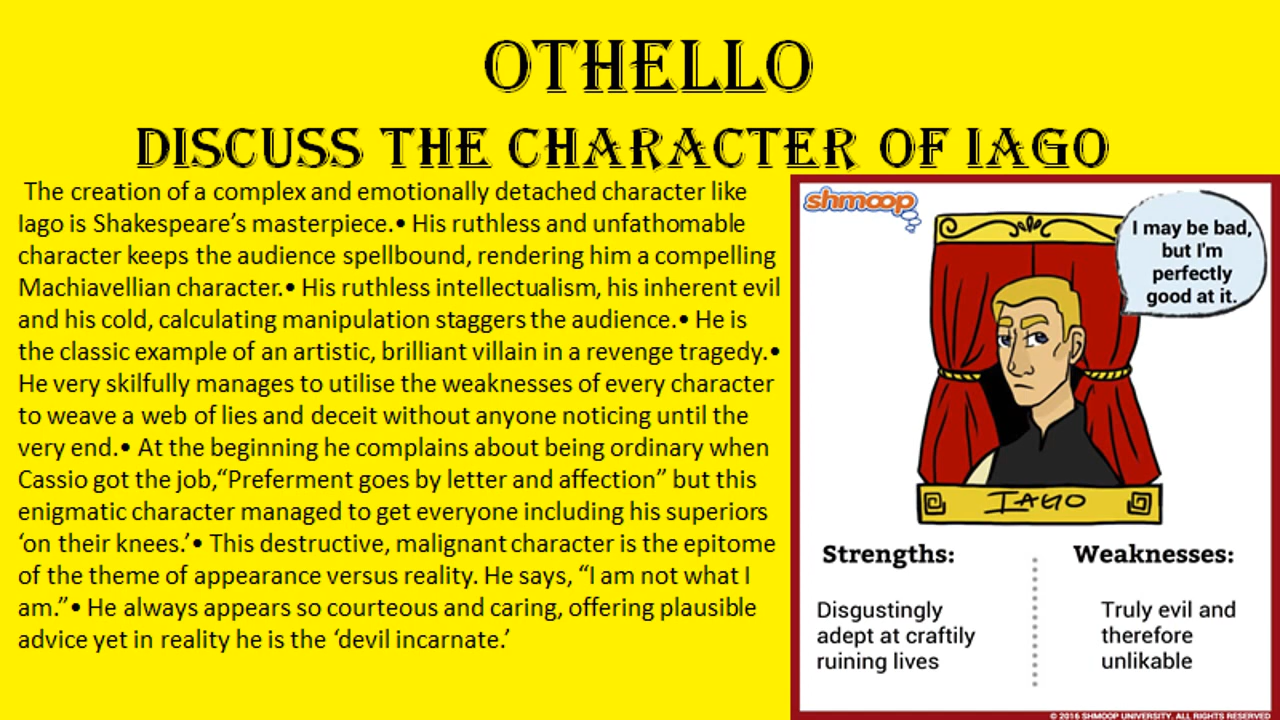 OTHELLO
DISCUSS THE CHARACTER OF IAGO
The creation of a complex and emotionally detached character like
Iago is Shakespeare's masterpiece.• His ruthless and unfathomable
character keeps the audience spellbound, rendering him a compelling
Machiavellian character.• His ruthless intellectualism, his inherent evil
and his cold, calculating manipulation staggers the audience.• He is
the classic example of an artistic, brilliant villain in a revenge tragedy.•
He very skilfully manages to utilise the weaknesses of every character
to weave a web of lies and deceit without anyone noticing until the
very end.• At the beginning he complains about being ordinary when
Cassio got the job,“Preferment goes by letter and affection” but this
enigmatic character managed to get everyone including his superiors
‘on their knees.’• This destructive, malignant character is the epitome
of the theme of appearance versus reality. He says, “I am not what I
am.”• He always appears so courteous and caring, offering plausible
advice yet in reality he is the ‘devil incarnate.’
shmoop
I may be bad,
but I'm
perfectly
good at it.
IAGO
Strengths:
Disgustingly
adept at craftily
ruining lives
Weaknesses:
Truly evil and
therefore
unlikable
© 2016 SHMOOP UNIVERSITY. ALL RIGHTS RESERVED